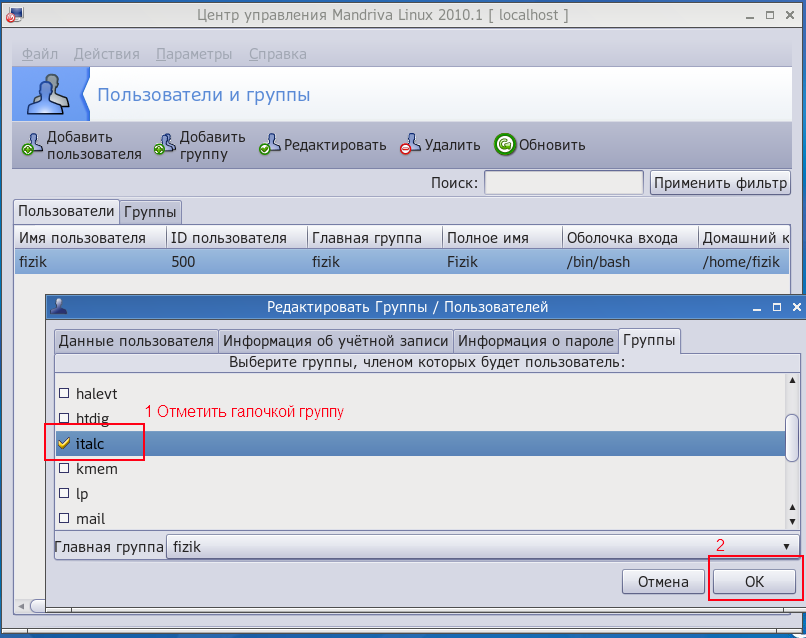 Центр управления Mandriva Linux 2010.1 [ localhost ]
Файл Действия Параметры Справка
Пользователи и группы
Добавить пользователя
Добавить группу
Редактировать
Удалить
Обновить
Поиск: Применить фильтр
Пользователи Группы
Имя пользователя ID пользователя Главная группа Полное имя Оболочка входа Домашний к
fizik 500 fizik Fizik /bin/bash /home/fizik
Редактировать Группы / Пользователей
Данные пользователя Информация об учётной записи Информация о пароле Группы
Выберите группы, членом которых будет пользователь:
halevt
1 Отметить галочкой группу
htdig
italc
kmem
lp
mail
Главная группа fizik
2
Отмена OK